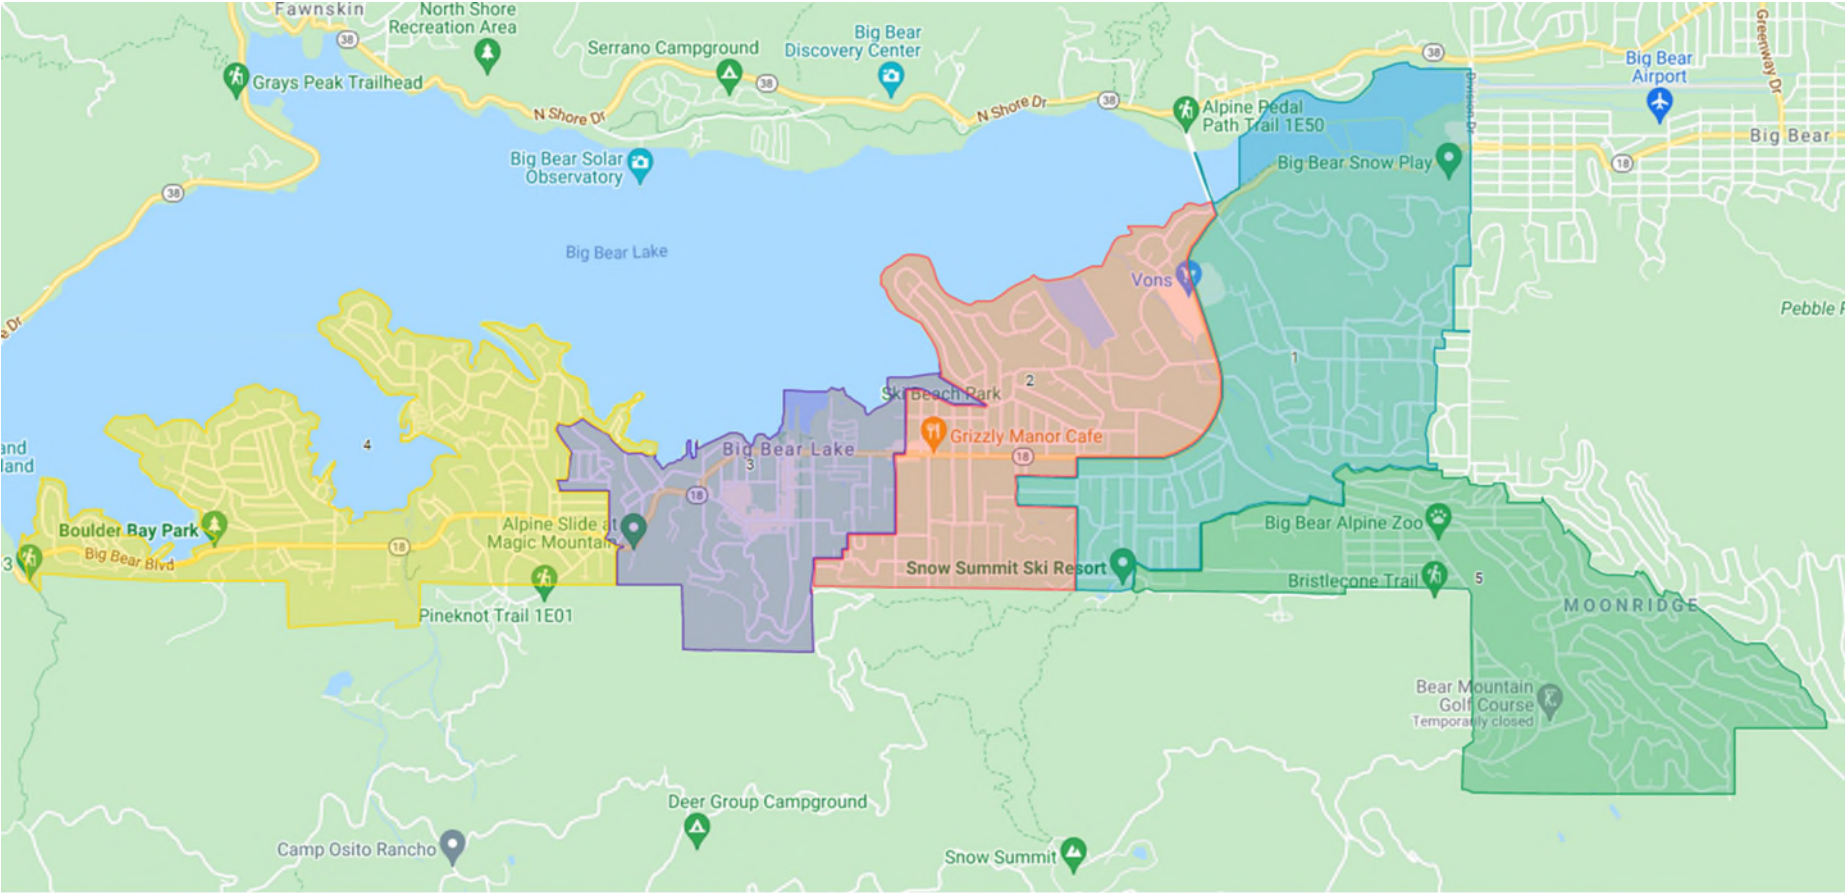 Fawnskin
North Shore
Recreation Area
38
Grays Peak Trailhead
Serrano Campground
38
Big Bear
Discovery Center
N Shore Dr
N Shore Dr
38
38
Alpine Pedal
Path Trail 1E50
Big Bear
Airport
Greenway Dr
Division Dr
Big Bear
18
Big Bear Snow Play
Big Bear Solar
Observatory
38
Big Bear Lake
e Dr
Vons
Pebble
1
2
Ski Beach Park
Grizzly Manor Cafe
18
4
and
land
Big Bear Lake
3
18
Boulder Bay Park
Big Bear Blvd
18
3
Alpine Slide at
Magic Mountain
Pineknot Trail 1E01
Snow Summit Ski Resort
Big Bear Alpine Zoo
Bristlecone Trail
5
MOONRIDGE
Bear Mountain
Golf Course
Temporarily closed
Deer Group Campground
Camp Osito Rancho
Snow Summit